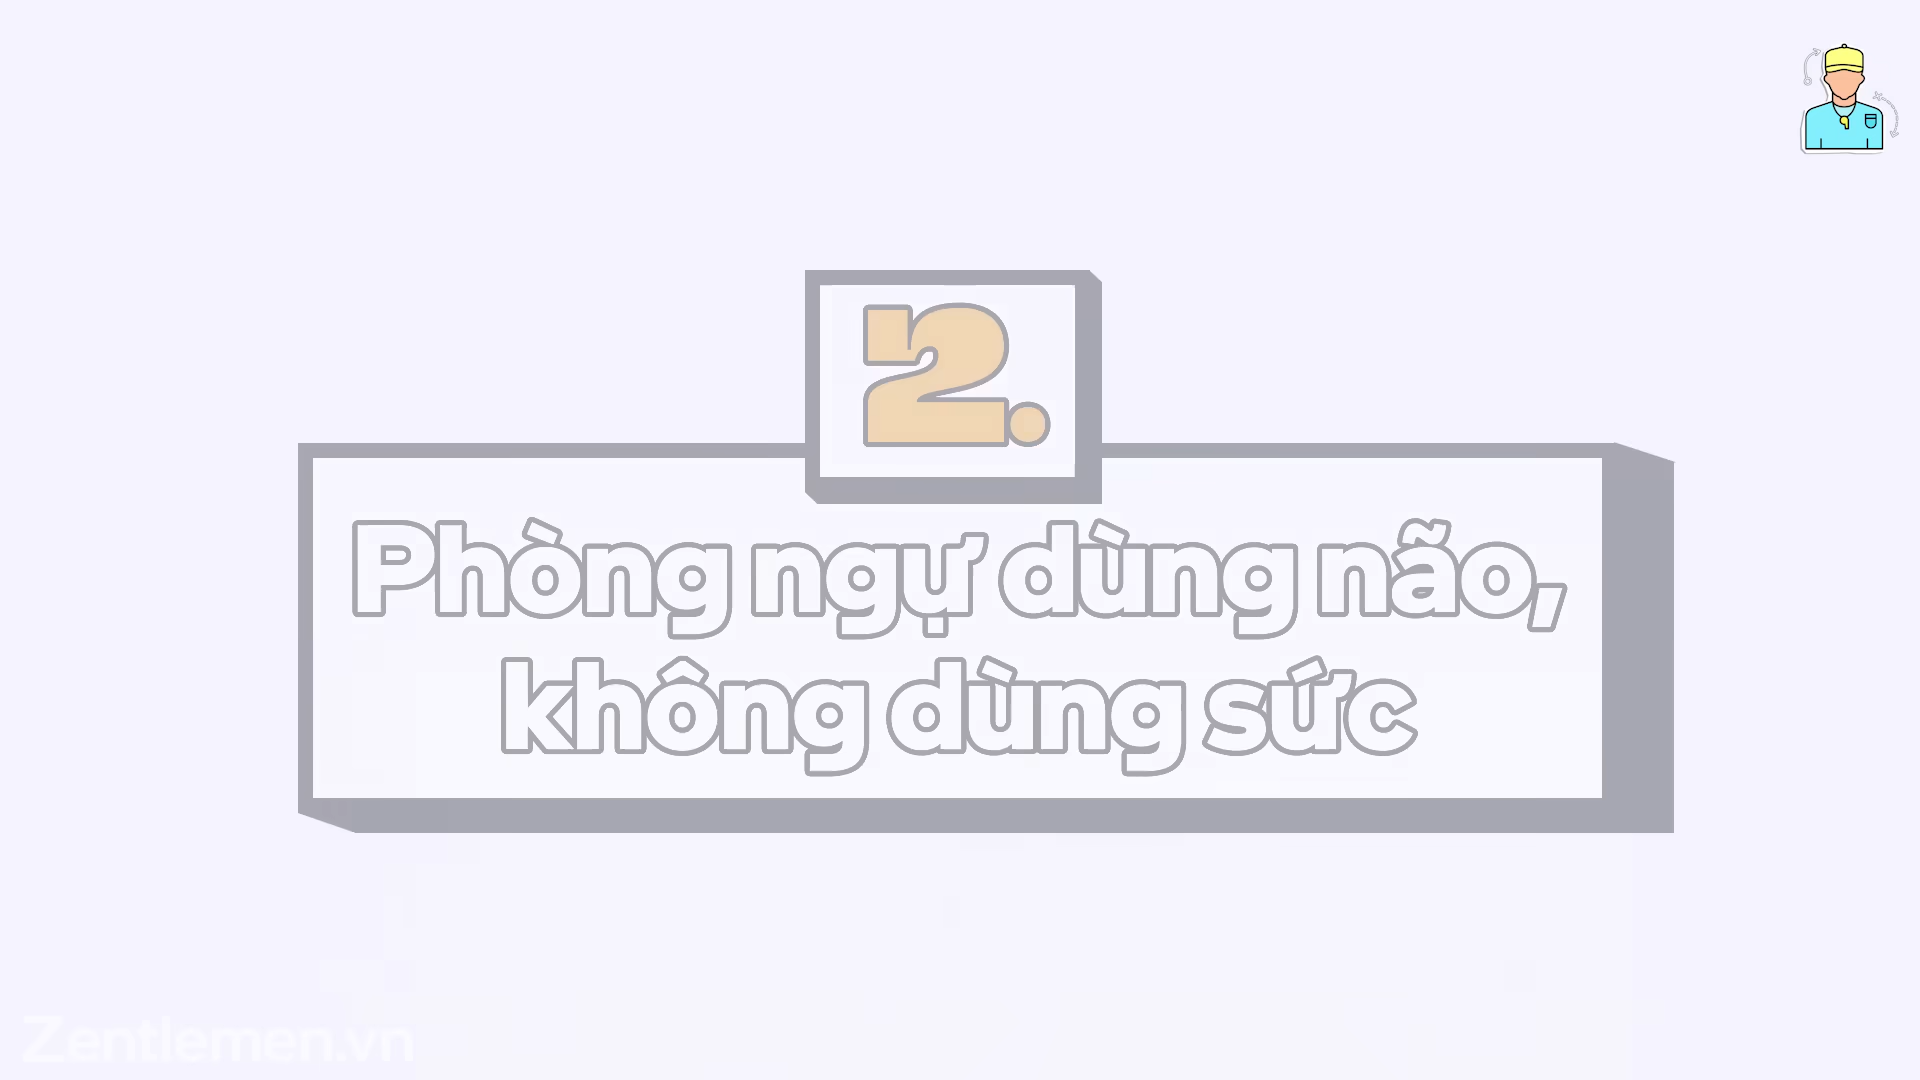 2.
Phòng ngự dùng não,
không dùng sức
Zentlemen.vn